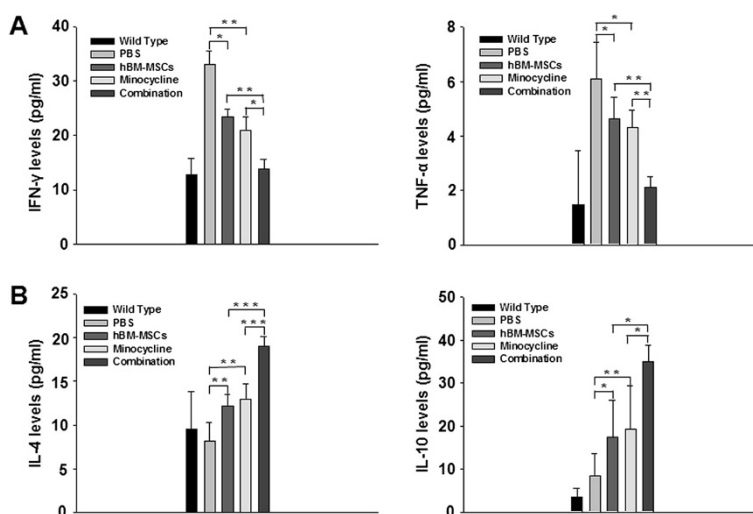 A
IFN-γ levels (pg/ml)
40
30
20
10
0
Wild Type
PBS
hBM-MSCs
Minocycline
Combination
* *
*
* *
*
TNF-α levels (pg/ml)
8
6
4
2
0
Wild Type
PBS
hBM-MSCs
Minocycline
Combination
*
*
* *
* *
B
IL-4 levels (pg/ml)
25
20
15
10
5
0
Wild Type
PBS
hBM-MSCs
Minocycline
Combination
* * *
* * *
* *
* *
IL-10 levels (pg/ml)
50
40
30
20
10
0
Wild Type
PBS
hBM-MSCs
Minocycline
Combination
*
*
* *
*